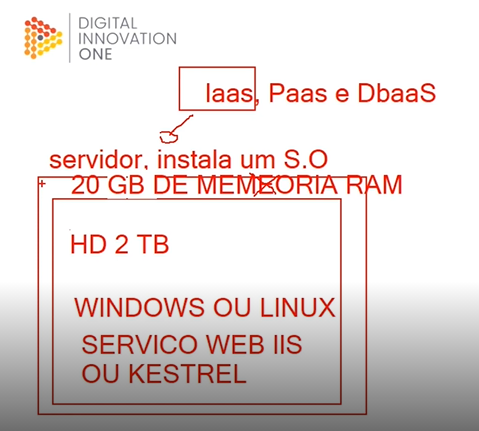 DIGITAL
INNOVATION
ONE
Iaas, Paas e DbaaS
servidor, instala um S.O
20 GB DE MEMEORIA RAM
HD 2 TB
WINDOWS OU LINUX
SERVICO WEB IIS
OU KESTREL